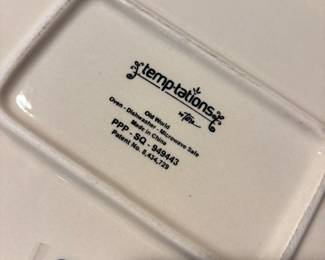 temp-tations
by Tara
Old World
Oven - Dishwasher - Microwave Safe
Made in China
PPP - SQ - 949443
Patent No. 8,434,729